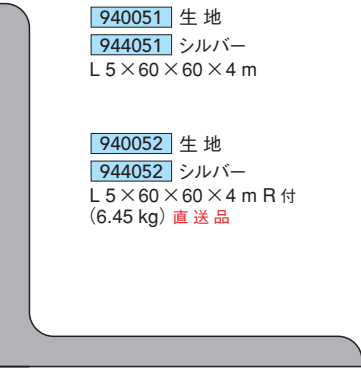 940051 生地
944051 シルバー
L 5×60×60×4 m
940052 生地
944052 シルバー
L 5×60×60×4 m R付
(6.45 kg) 直送品